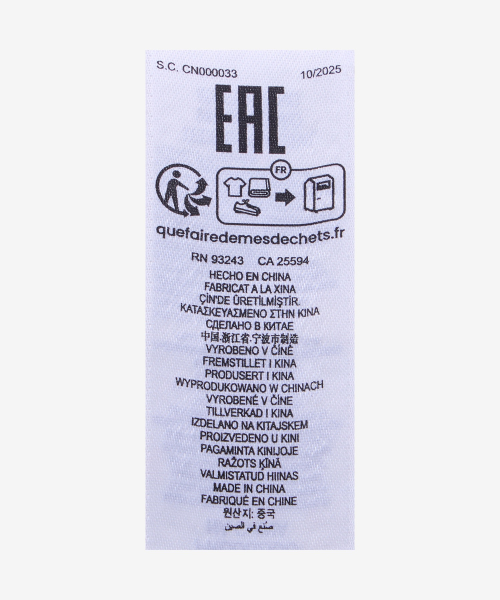 S.C. CN000033 10/2025
EAC
FR
quefairedemesdechets.fr
RN 93243 CA 25594
HECHO EN CHINA
FABRICAT A LA XINA
ÇİN'DE ÜRETİLMİŞTİR.
ΚΑΤΑΣΚΕΥΑΣΜΕΝΟ ΣΤΗΝ ΚΙΝΑ
СДЕЛАНО В КИТАЕ
中国.浙江省.宁波市制造
VYROBENO V ČÍNĚ
FREMSTILLET I KINA
PRODUSERT I KINA
WYPRODUKOWANO W CHINACH
VYROBENÉ V ČÍNE
TILLVERKAD I KINA
IZDELANO NA KITAJSKEM
PROIZVEDENO U KINI
PAGAMINTA KINIJOJE
RAŽOTS ĶĪNĀ
VALMISTATUD HIINAS
MADE IN CHINA
FABRIQUÉ EN CHINE
원산지: 중국
صُنع في الصين